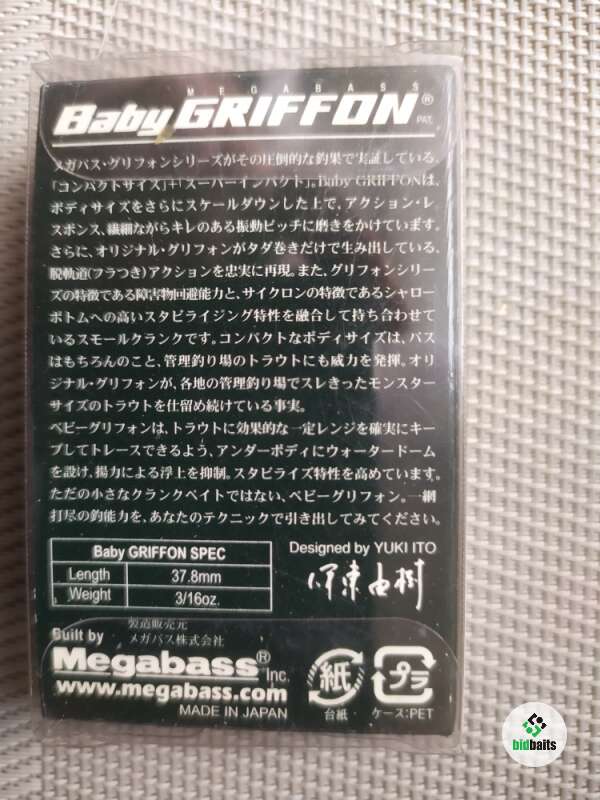 MEGABASS
Baby GRIFFON®
PAT.
メガバス・グリフォンシリーズがその圧倒的な釣果で実証している、
「コンパクトサイズ」+「スーパーインパクト」。Baby GRIFFONは、
ボディサイズをさらにスケールダウンした上で、アクション・レ
スポンス、繊細ながらキレのある振動ピッチに磨きをかけています。
さらに、オリジナル・グリフォンがタダ巻きだけで生み出している、
脱軌道(フラつき)アクションを忠実に再現。また、グリフォンシリー
ズの特徴である障害物回避能力と、サイクロンの特徴であるシャロー
ボトムへの高いスタビライジング特性を融合して持ち合わせて
いるスモールクランクです。コンパクトなボディサイズは、バス
はもちろんのこと、管理釣り場のトラウトにも威力を発揮。オリ
ジナル・グリフォンが、各地の管理釣り場でスレきったモンスター
サイズのトラウトを仕留め続けている事実。
ベビーグリフォンは、トラウトに効果的な一定レンジを確実にキー
プしてトレースできるよう、アンダーボディにウォータードーム
を設け、揚力による浮上を抑制。スタビライズ特性を高めています。
ただの小さなクランクベイトではない、ベビーグリフォン。一網
打尽の釣能力を、あなたのテクニックで引き出してみてください。
Baby GRIFFON SPEC
Length 37.8mm
Weight 3/16oz.
Designed by YUKI ITO
伊東由樹
Built by
製造販売元
メガバス株式会社
Megabass® Inc.
www.megabass.com
MADE IN JAPAN
紙
台紙
プラ
ケース:PET
bidbaits